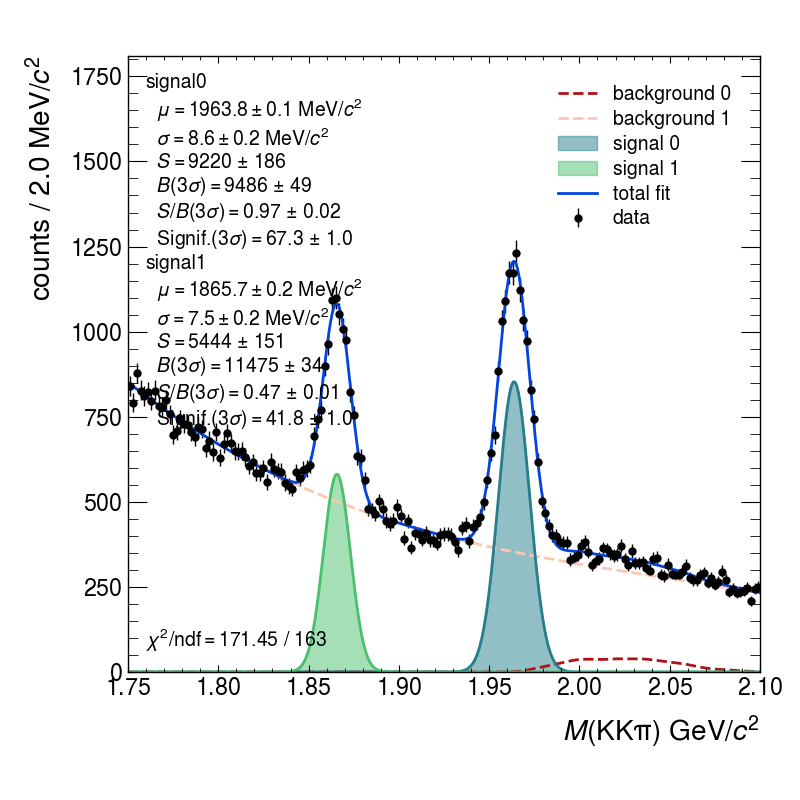 counts / 2.0 MeV/c²
1750
1500
1250
1000
750
500
250
0
signal0
μ = 1963.8 ± 0.1 MeV/c²
σ = 8.6 ± 0.2 MeV/c²
S = 9220 ± 186
B(3σ) = 9486 ± 49
S/B(3σ) = 0.97 ± 0.02
Signif.(3σ) = 67.3 ± 1.0
signal1
μ = 1865.7 ± 0.2 MeV/c²
σ = 7.5 ± 0.2 MeV/c²
S = 5444 ± 151
B(3σ) = 11475 ± 34
S/B(3σ) = 0.47 ± 0.01
Signif.(3σ) = 41.8 ± 1.0
χ²/ndf = 171.45 / 163
background 0
background 1
signal 0
signal 1
total fit
data
1.75 1.80 1.85 1.90 1.95 2.00 2.05 2.10
M(KKπ) GeV/c²